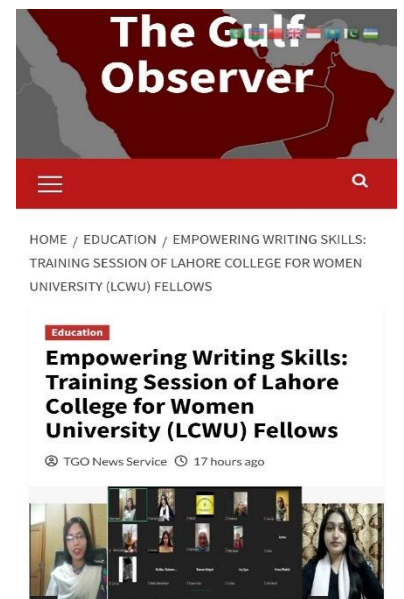 The Gulf
Observer
HOME / EDUCATION / EMPOWERING WRITING SKILLS:
TRAINING SESSION OF LAHORE COLLEGE FOR WOMEN
UNIVERSITY (LCWU) FELLOWS
Education
Empowering Writing Skills:
Training Session of Lahore
College for Women
University (LCWU) Fellows
TGO News Service 17 hours ago